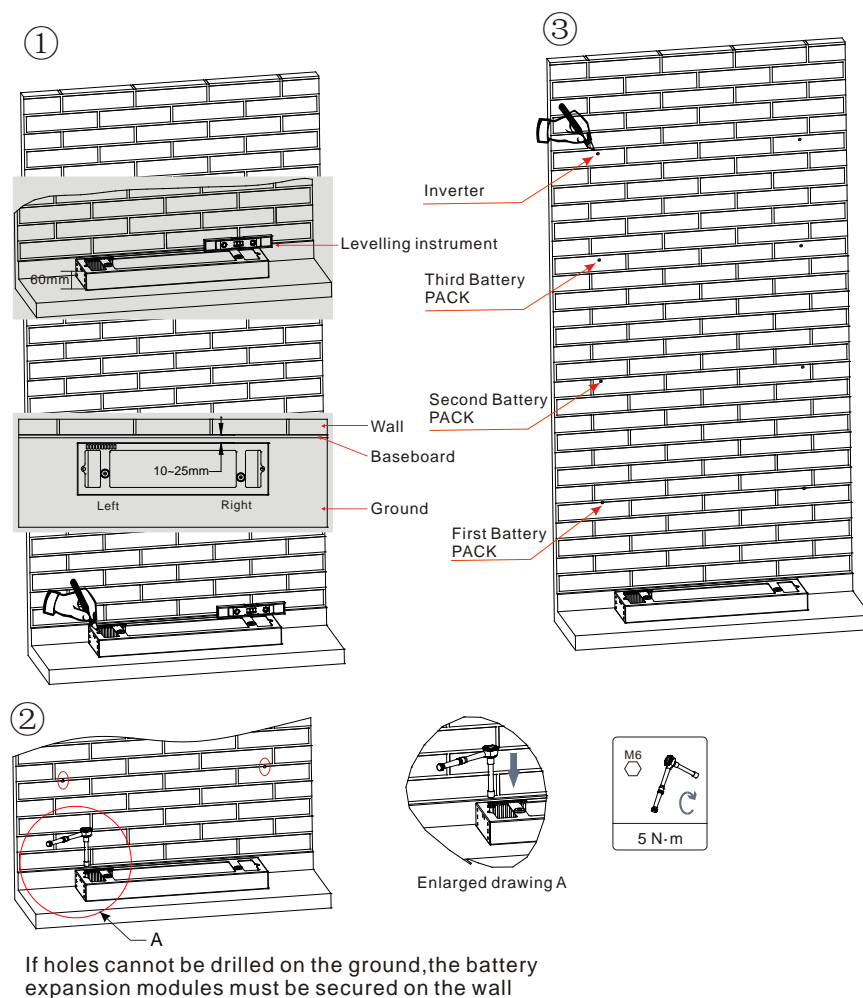 ①
Levelling instrument
60mm
Wall
Baseboard
10~25mm
Left
Right
Ground
③
Inverter
Third Battery
PACK
Second Battery
PACK
First Battery
PACK
②
A
Enlarged drawing A
M6
5 N·m
If holes cannot be drilled on the ground,the battery
expansion modules must be secured on the wall